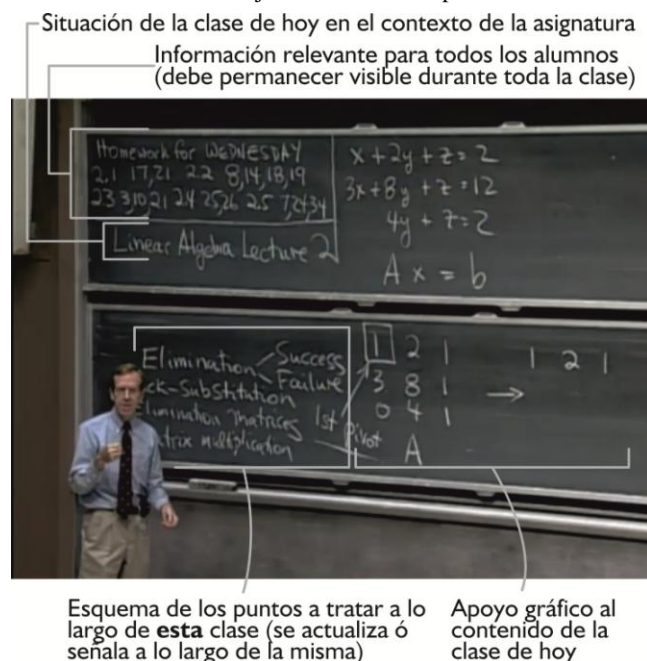 Situación de la clase de hoy en el contexto de la asignatura
Información relevante para todos los alumnos
(debe permanecer visible durante toda la clase)
Homework for WEDNESDAY
2.1 17,21 2.2 8,14,18,19
2.3 3,10,21 2.4 25,26 2.5 7,24,34
Linear Algebra Lecture 2
x + 2y + z = 2
3x + 8y + z = 12
4y + z = 2
A x = b
Elimination Success
Failure
ck-Substitution
limination Matrices
atrix multiplication
1st Pivot
1 2 1
3 8 1
0 4 1
A
→ 1 2 1
Esquema de los puntos a tratar a lo
largo de esta clase (se actualiza ó
señala a lo largo de la misma)
Apoyo gráfico al
contenido de la
clase de hoy